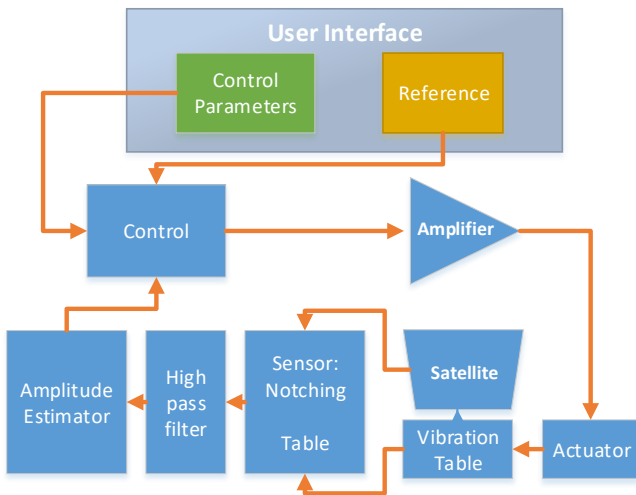 User Interface
Control
Parameters
Reference
Control
Amplifier
Amplitude
Estimator
High
pass
filter
Sensor:
Notching
Table
Satellite
Vibration
Table
Actuator